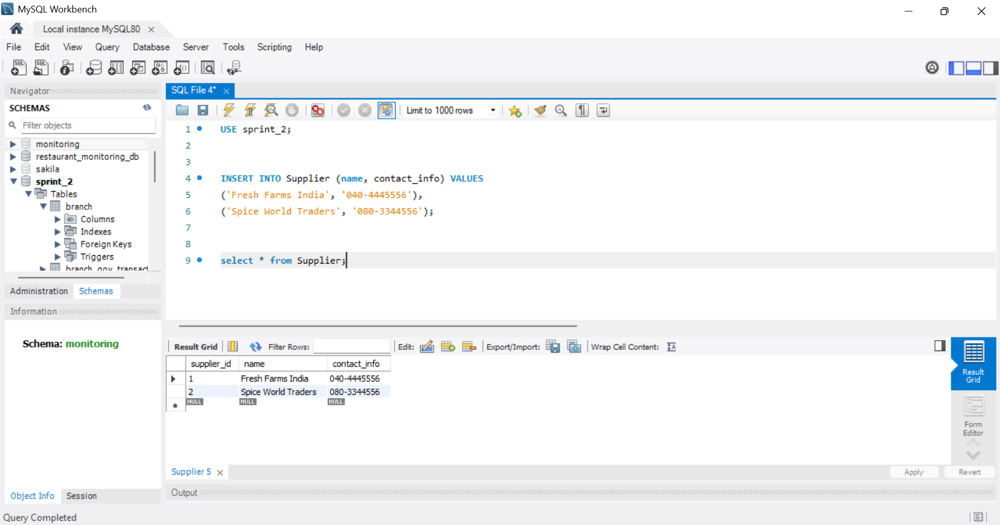 MySQL Workbench
Local instance MySQL80
File Edit View Query Database Server Tools Scripting Help
Navigator
SCHEMAS
Filter objects
monitoring
restaurant_monitoring_db
sakila
sprint_2
Tables
branch
Columns
Indexes
Foreign Keys
Triggers
branch_gov_transact
Administration Schemas
Information
Schema: monitoring
Object Info Session
SQL File 4*
Limit to 1000 rows
1 USE sprint_2;
2
3
4 INSERT INTO Supplier (name, contact_info) VALUES
5 ('Fresh Farms India', '040-4445556'),
6 ('Spice World Traders', '080-3344556');
7
8
9 select * from Supplier;
Result Grid Filter Rows: Edit: Export/Import: Wrap Cell Content:
supplier_id name contact_info
1 Fresh Farms India 040-4445556
2 Spice World Traders 080-3344556
NULL NULL NULL
Result
Grid
Form
Editor
Supplier 5
Apply Revert
Output
Query Completed